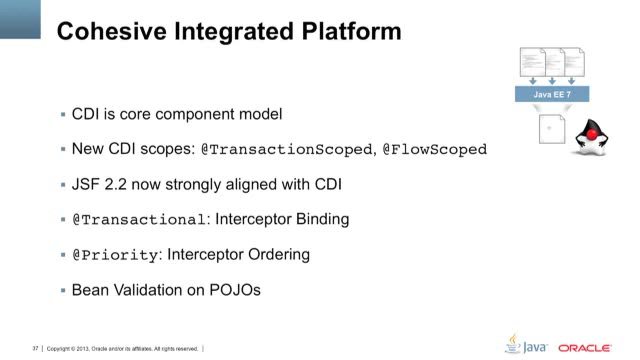 Cohesive Integrated Platform
Java EE 7
CDI is core component model
New CDI scopes: @TransactionScoped, @FlowScoped
JSF 2.2 now strongly aligned with CDI
@Transactional: Interceptor Binding
@Priority: Interceptor Ordering
Bean Validation on POJOs
37 | Copyright © 2013, Oracle and/or its affiliates. All rights reserved. |
Java ORACLE